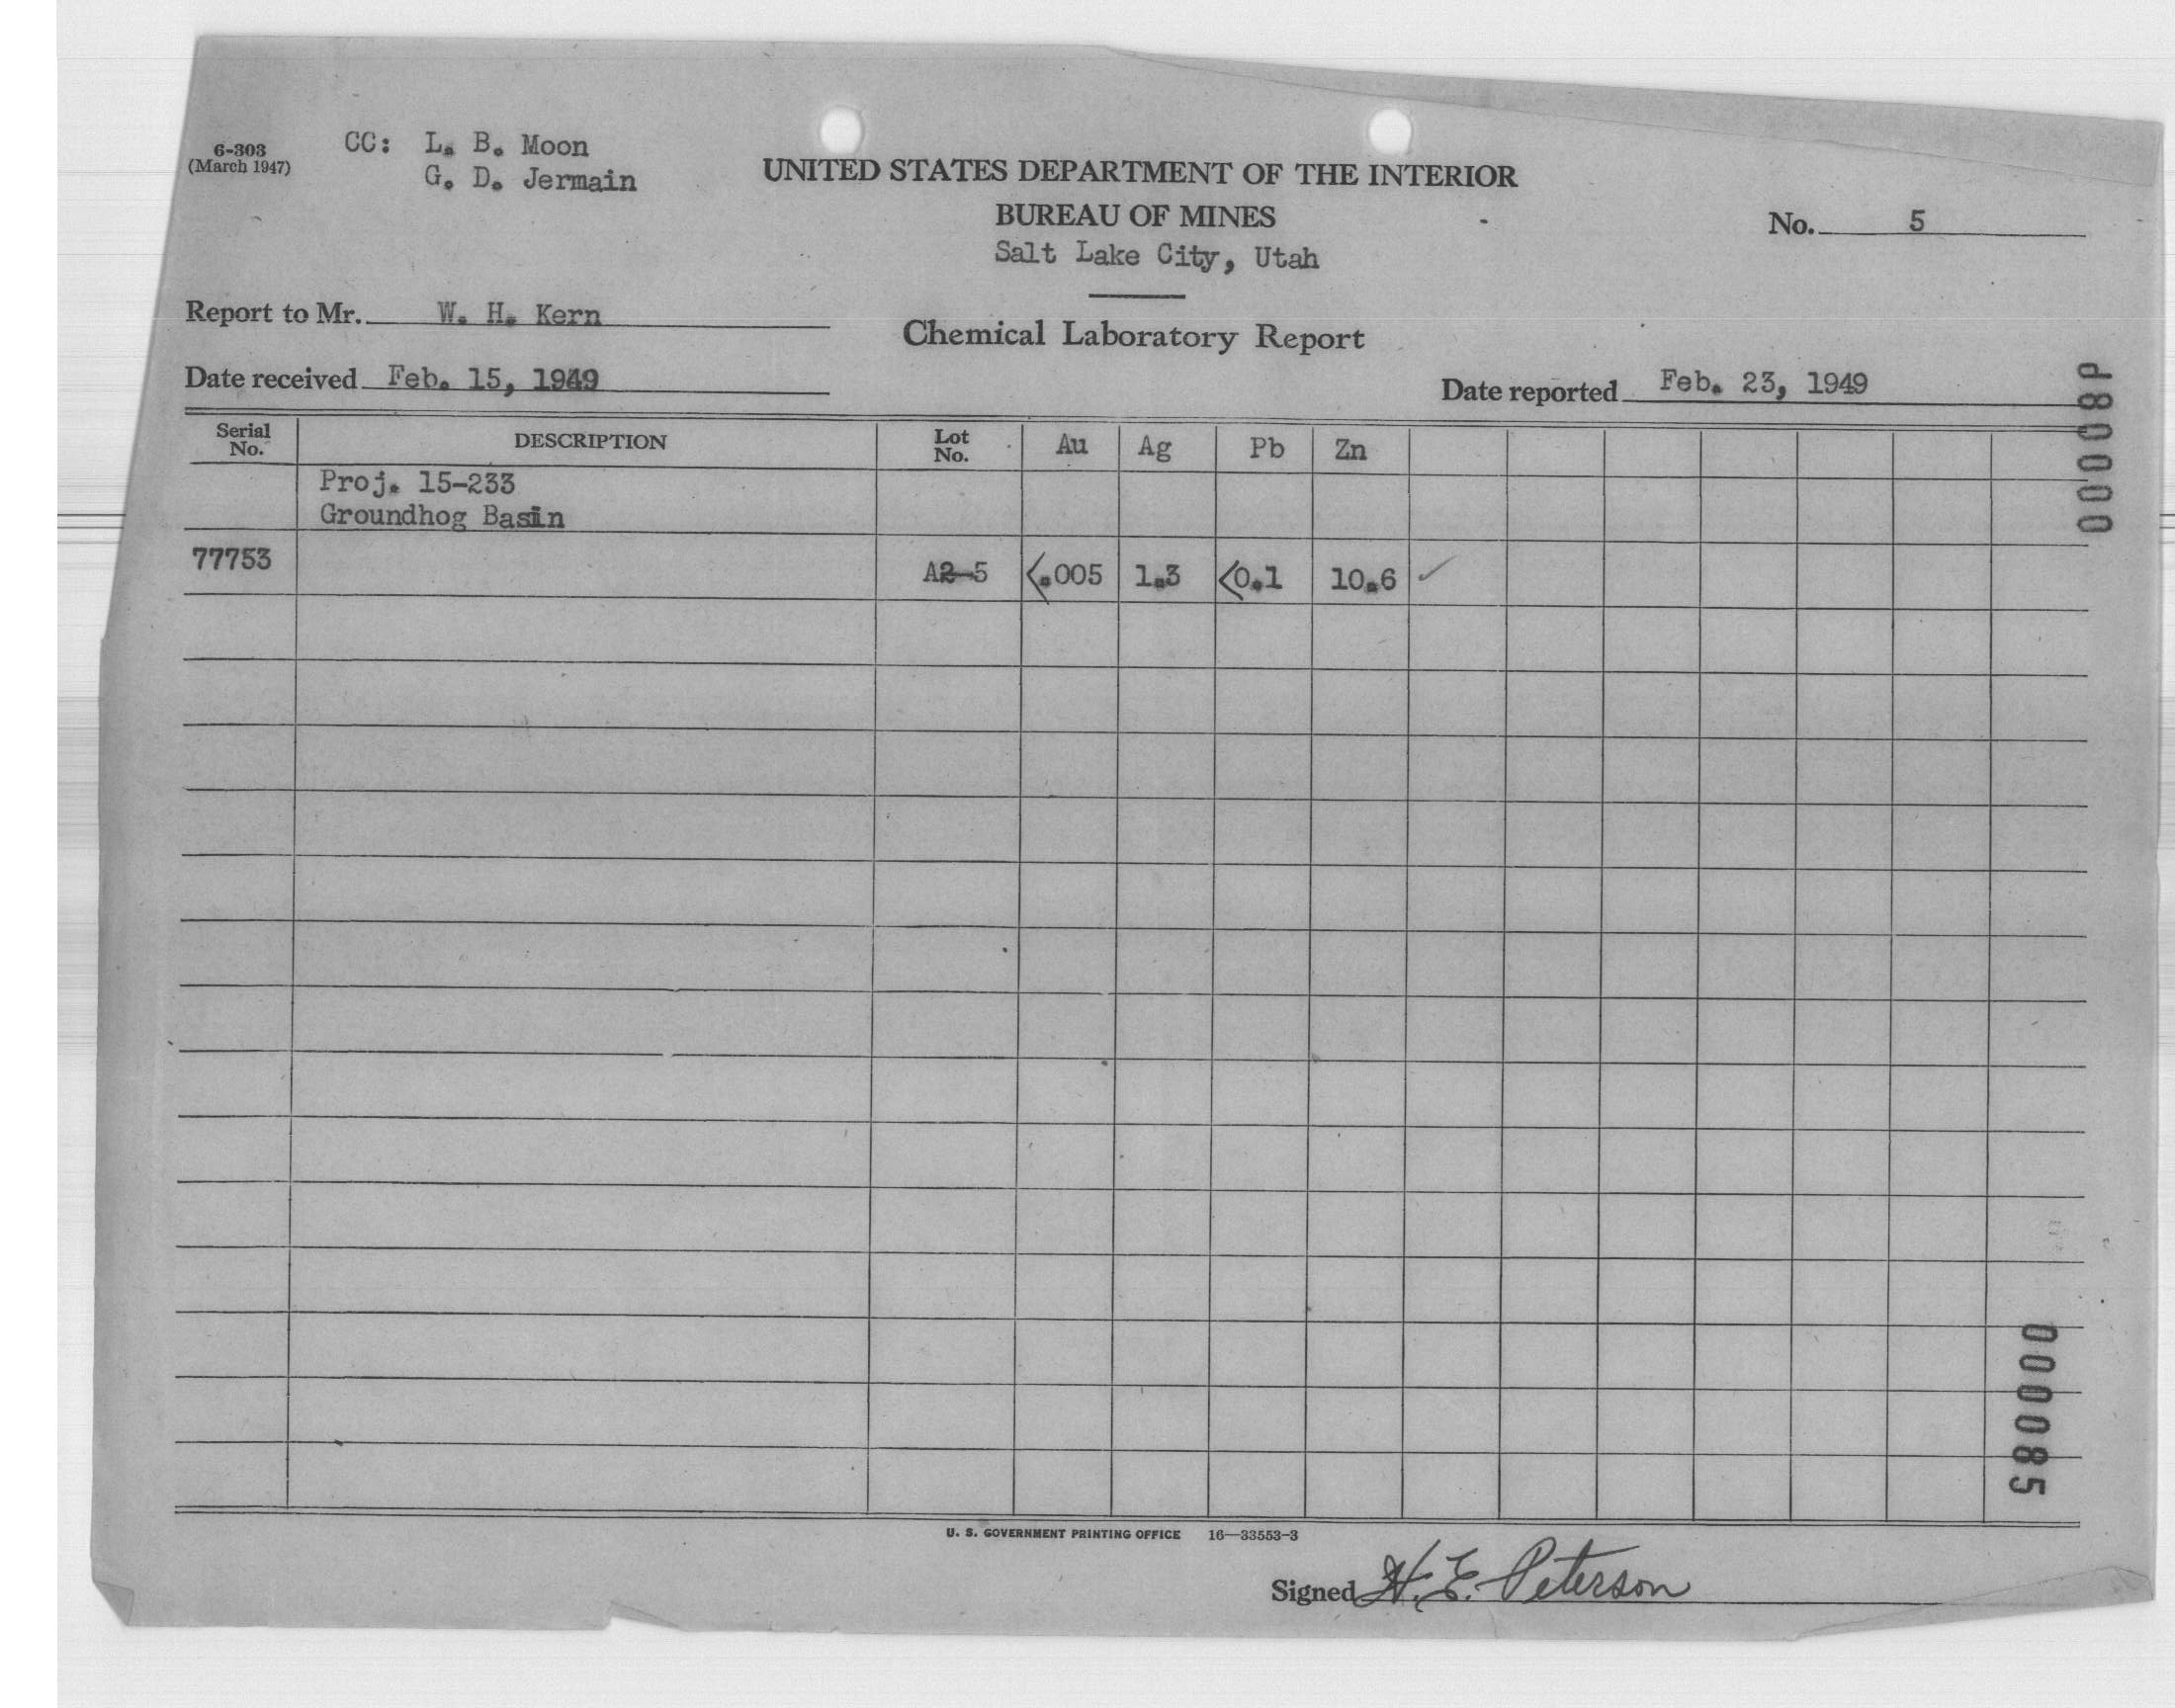 6-303
(March 1947)
CC: L. B. Moon
G. D. Jermain
UNITED STATES DEPARTMENT OF THE INTERIOR
BUREAU OF MINES
Salt Lake City, Utah
No. 5
Report to Mr. W. H. Kern
Chemical Laboratory Report
Date received Feb. 15, 1949
Date reported Feb. 23, 1949
Serial No. DESCRIPTION Lot No. Au Ag Pb Zn
Proj. 15-233
Groundhog Basin
77753 A2-5 <.005 1.3 <0.1 10.6 ✓
000085
U. S. GOVERNMENT PRINTING OFFICE 16—33553-3
Signed H. E. Peterson